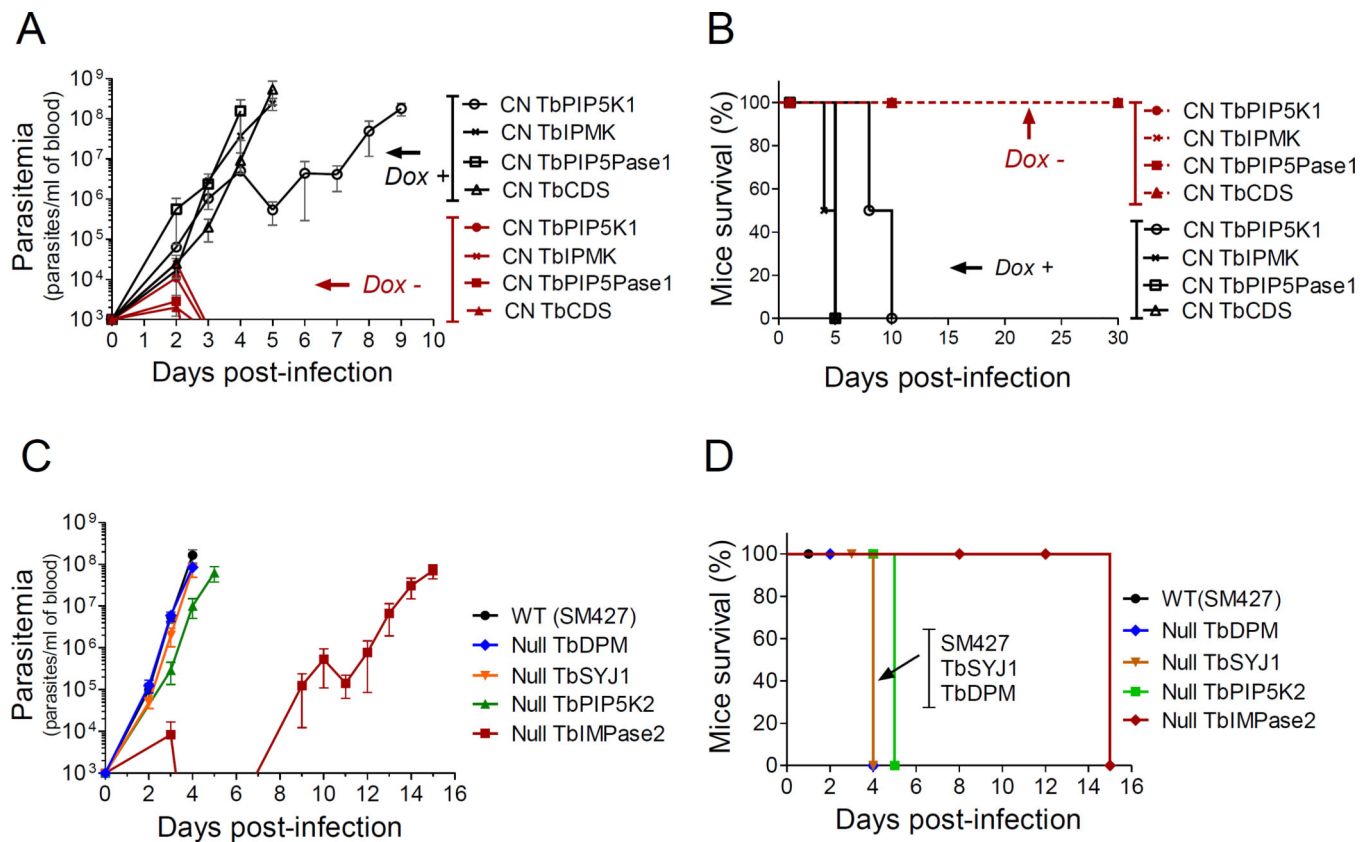 A
Parasitemia
(parasites/ml of blood)
10⁹
10⁸
10⁷
10⁶
10⁵
10⁴
10³
0 1 2 3 4 5 6 7 8 9 10
Days post-infection
Dox +
CN TbPIP5K1
CN TbIPMK
CN TbPIP5Pase1
CN TbCDS
Dox -
CN TbPIP5K1
CN TbIPMK
CN TbPIP5Pase1
CN TbCDS
B
Mice survival (%)
100
80
60
40
20
0
0 5 10 15 20 25 30
Days post-infection
Dox -
CN TbPIP5K1
CN TbIPMK
CN TbPIP5Pase1
CN TbCDS
Dox +
CN TbPIP5K1
CN TbIPMK
CN TbPIP5Pase1
CN TbCDS
C
Parasitemia
(parasites/ml of blood)
10⁹
10⁸
10⁷
10⁶
10⁵
10⁴
10³
0 2 4 6 8 10 12 14 16
Days post-infection
WT (SM427)
Null TbDPM
Null TbSYJ1
Null TbPIP5K2
Null TbIMPase2
D
Mice survival (%)
100
80
60
40
20
0
0 2 4 6 8 10 12 14 16
Days post-infection
SM427
TbSYJ1
TbDPM
WT(SM427)
Null TbDPM
Null TbSYJ1
Null TbPIP5K2
Null TbIMPase2